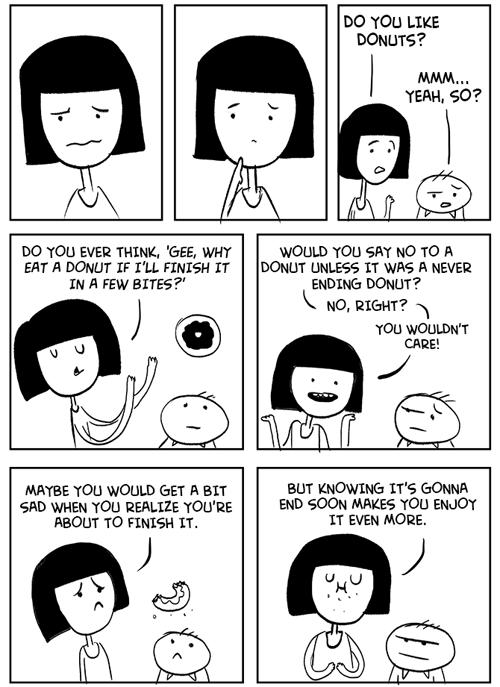 DO YOU LIKE
DONUTS?
MMM...
YEAH, SO?
DO YOU EVER THINK, 'GEE, WHY
EAT A DONUT IF I'LL FINISH IT
IN A FEW BITES?'
WOULD YOU SAY NO TO A
DONUT UNLESS IT WAS A NEVER
ENDING DONUT?
NO, RIGHT?
YOU WOULDN'T
CARE!
MAYBE YOU WOULD GET A BIT
SAD WHEN YOU REALIZE YOU'RE
ABOUT TO FINISH IT.
BUT KNOWING IT'S GONNA
END SOON MAKES YOU ENJOY
IT EVEN MORE.